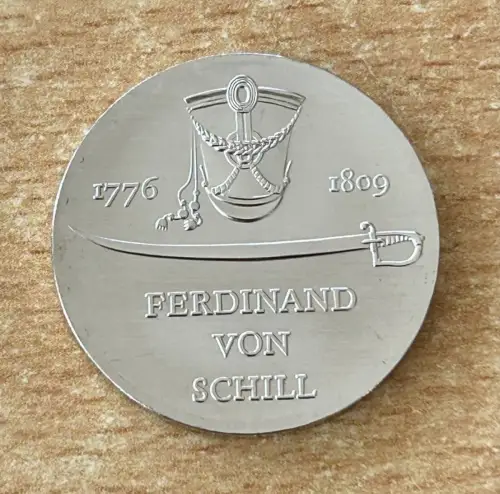 1776 1809
FERDINAND
VON
SCHILL